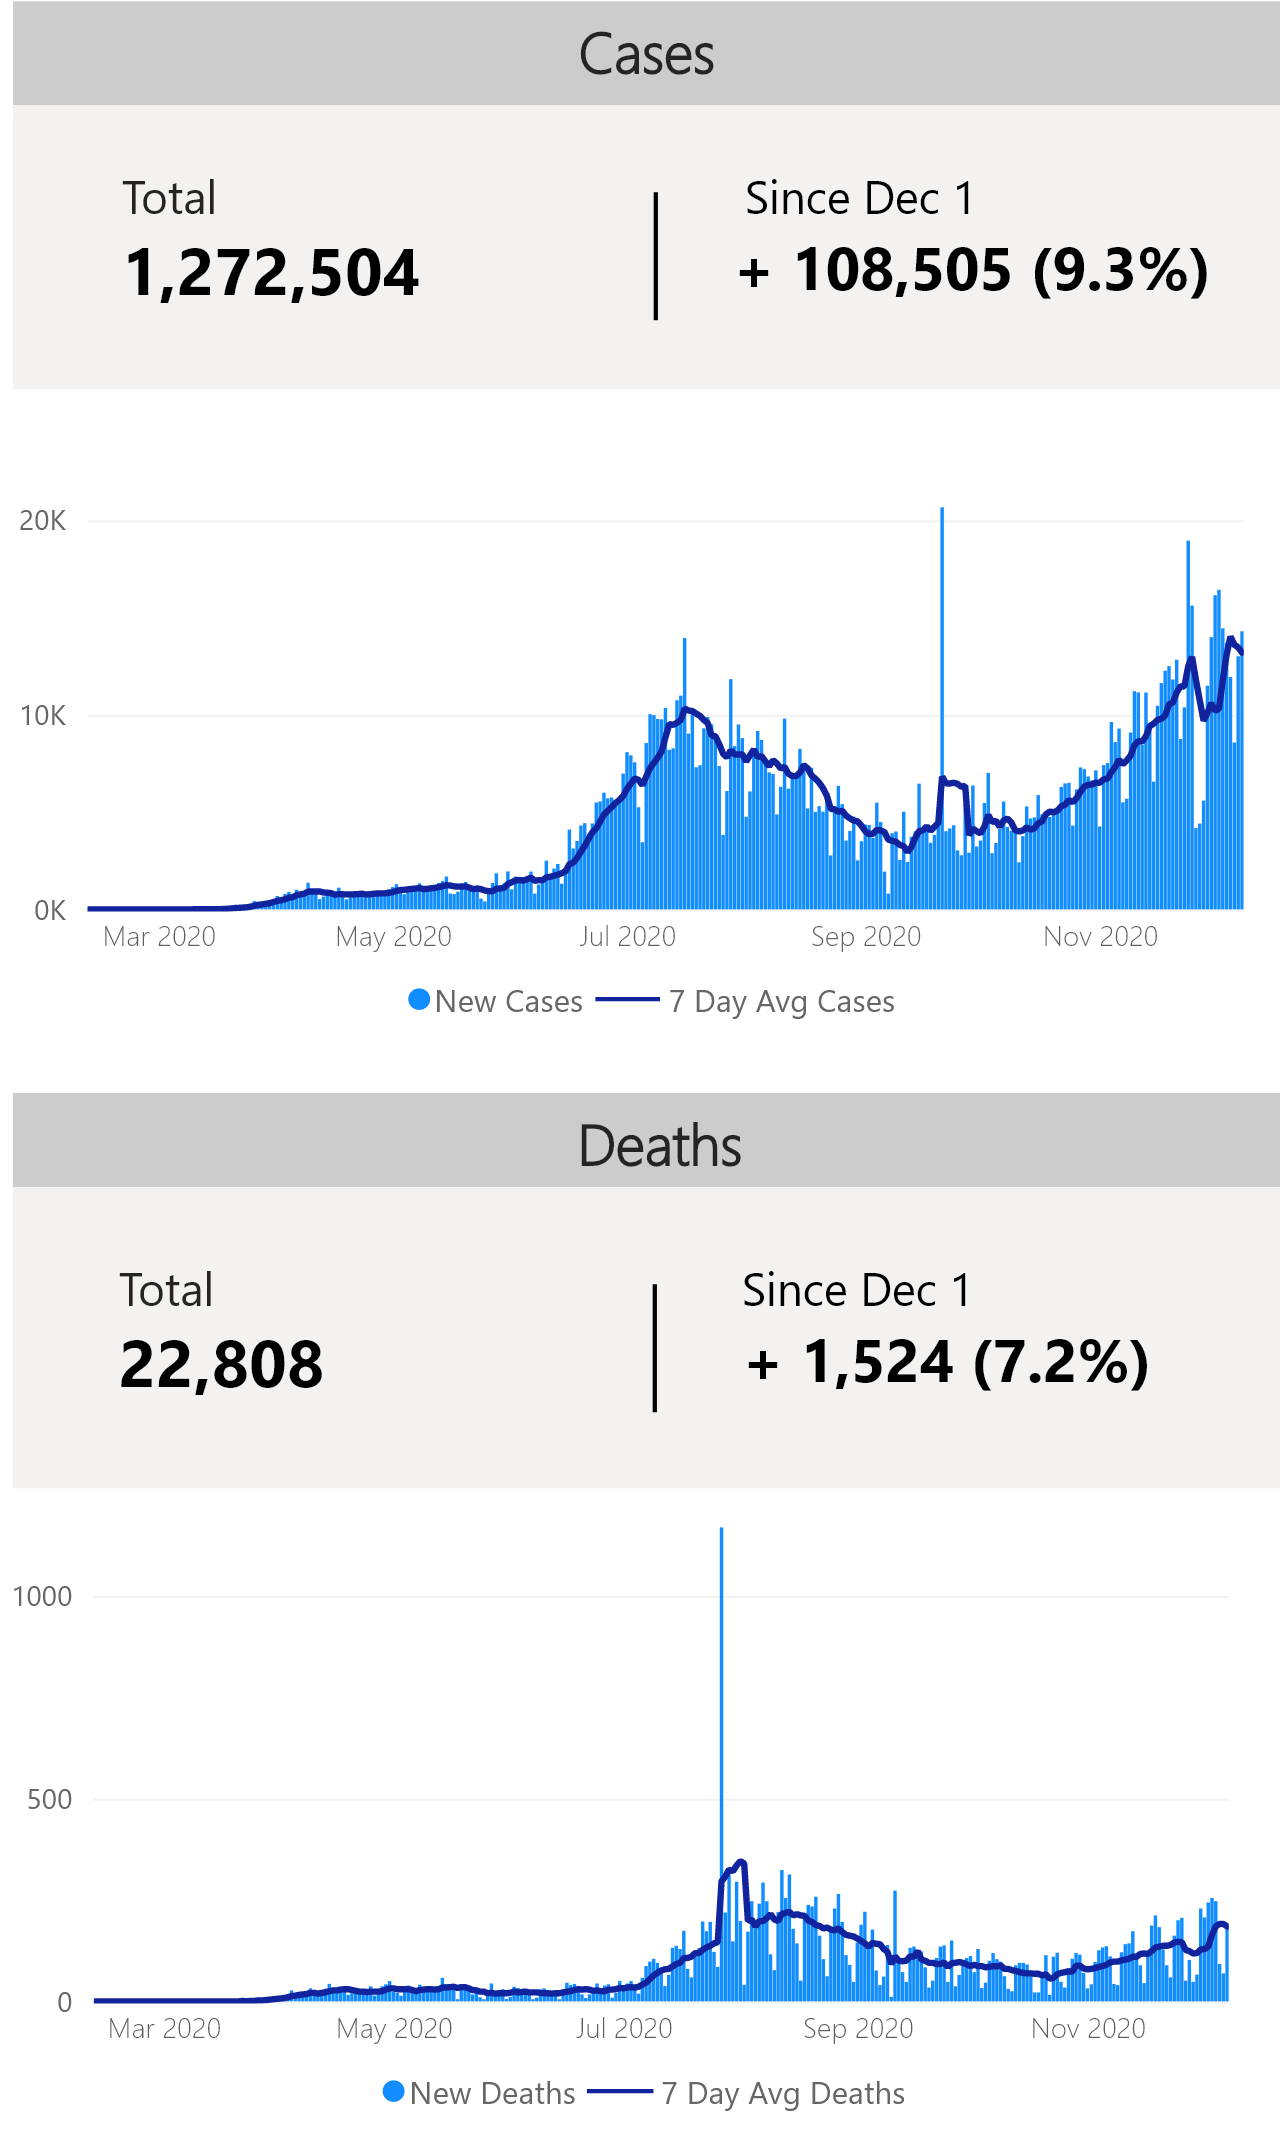 Cases
Total
Since Dec 1
1,272,504
+ 108,505 (9.3%)
20K
10K
0K
Mar 2020 May 2020 Jul 2020 Sep 2020 Nov 2020
New Cases 7 Day Avg Cases
Deaths
Total
Since Dec 1
22,808
+ 1,524 (7.2%)
1000
500
0
Mar 2020 May 2020 Jul 2020 Sep 2020 Nov 2020
New Deaths 7 Day Avg Deaths